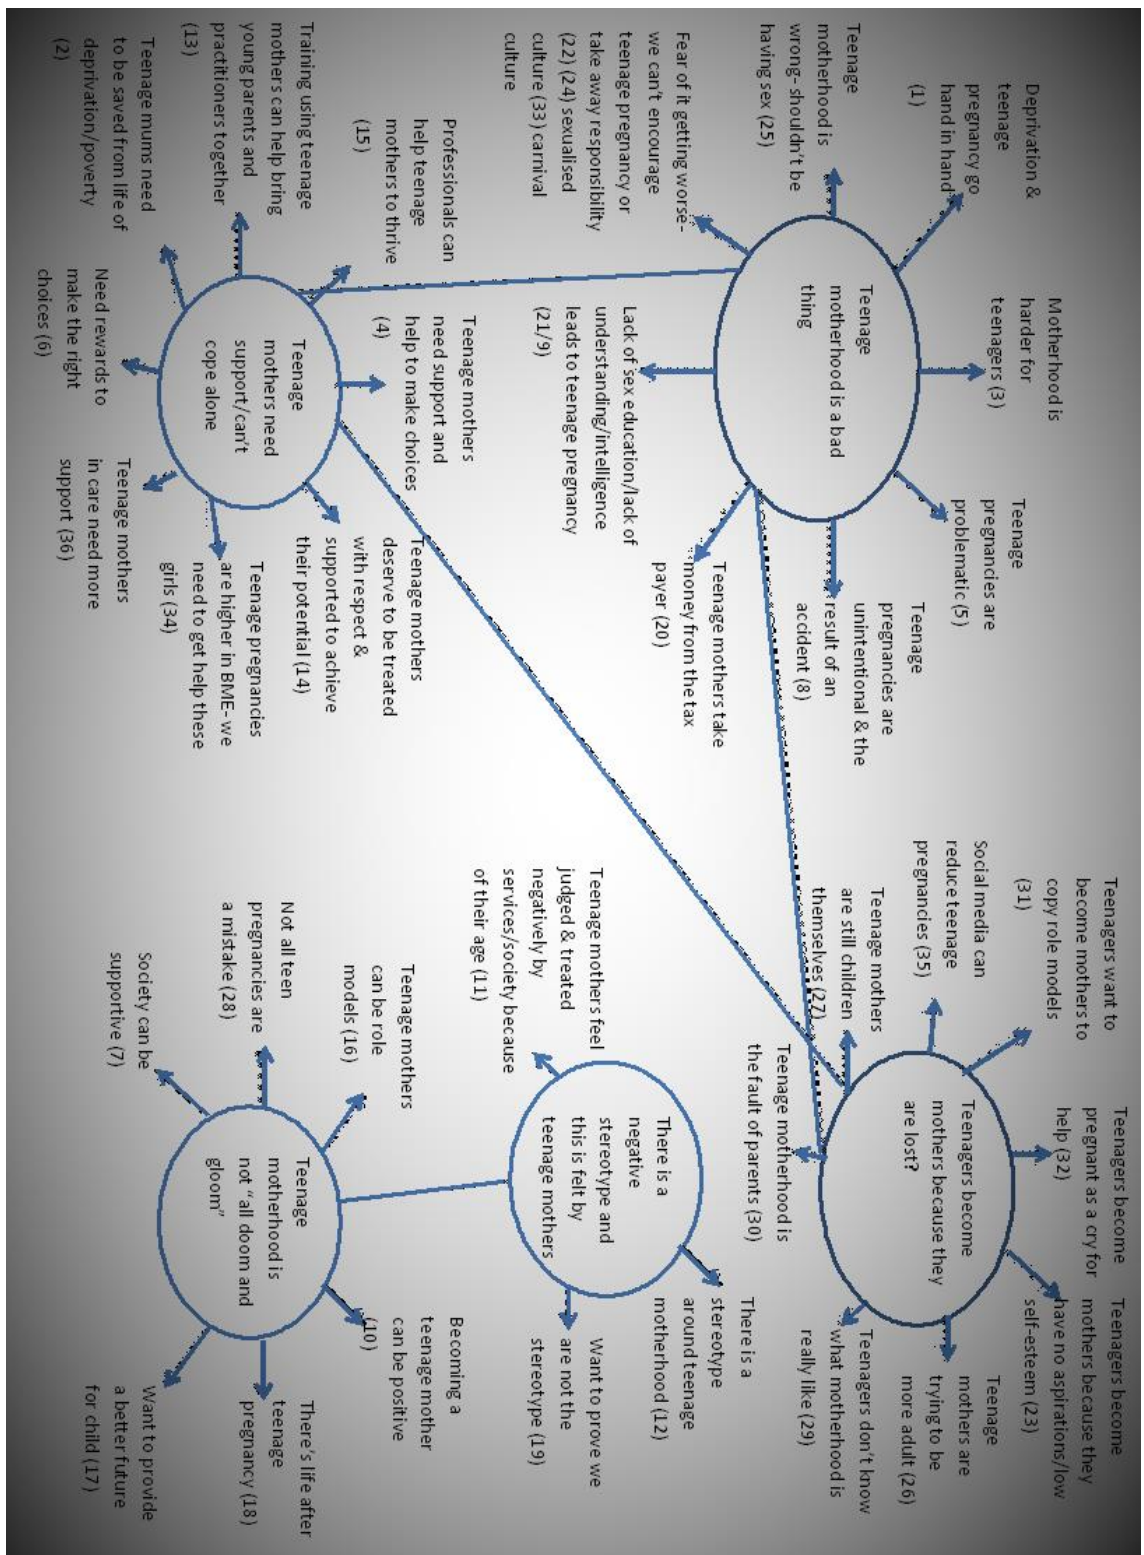 Deprivation &
teenage
pregnancy go
hand in hand
(1)
Motherhood is
harder for
teenagers (3)
Teenage
pregnancies are
problematic (5)
Teenage
motherhood is
wrong- shouldn't be
having sex (25)
Teenage
motherhood is a bad
thing
Teenage
pregnancies are
unintentional & the
result of an
accident (8)
Fear of it getting worse-
we can't encourage
teenage pregnancy or
take away responsibility
(22) (24) sexualised
culture (33) carnival
culture
Lack of sex education/lack of
understanding/intelligence
leads to teenage pregnancy
(21/9)
Teenage mothers take
money from the tax
payer (20)
Teenagers want to
become mothers to
copy role models
(31)
Teenagers become
pregnant as a cry for
help (32)
Teenagers become
mothers because they
have no aspirations/low
self-esteem (23)
Social media can
reduce teenage
pregnancies (35)
Teenagers become
mothers because they
are lost?
Teenage
mothers are
trying to be
more adult (26)
Teenage mothers
are still children
themselves (27)
Teenage motherhood is
the fault of parents (30)
Teenagers don't know
what motherhood is
really like (29)
Professionals can
help teenage
mothers to thrive
(15)
Teenage mothers
need support and
help to make choices
(4)
Teenage mothers
deserve to be treated
with respect &
supported to achieve
their potential (14)
Training using teenage
mothers can help bring
young parents and
practitioners together
(13)
Teenage
mothers need
support/can't
cope alone
Teenage pregnancies
are higher in BME- we
need to get help these
girls (34)
Teenage mums need
to be saved from life of
deprivation/poverty
(2)
Need rewards to
make the right
choices (6)
Teenage mothers
in care need more
support (36)
Teenage mothers feel
judged & treated
negatively by
services/society because
of their age (11)
There is a
negative
stereotype and
this is felt by
teenage mothers
There is a
stereotype
around teenage
motherhood (12)
Want to prove we
are not the
stereotype (19)
Teenage mothers
can be role
models (16)
Becoming a
teenage mother
can be positive
(10)
Not all teen
pregnancies are
a mistake (28)
Teenage
motherhood is
not "all doom and
gloom"
There's life after
teenage
pregnancy (18)
Society can be
supportive (7)
Want to provide
a better future
for child (17)